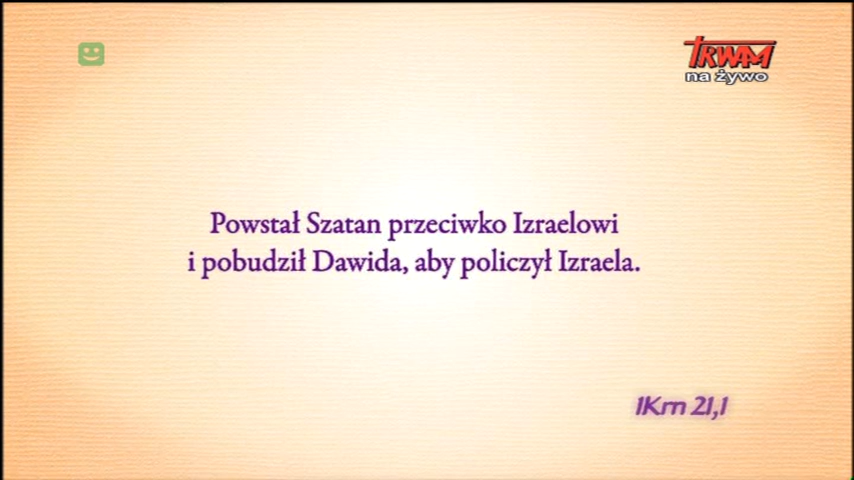 TRWAM
na żywo
Powstał Szatan przeciwko Izraelowi
i pobudził Dawida, aby policzył Izraela.
1Krn 21,1